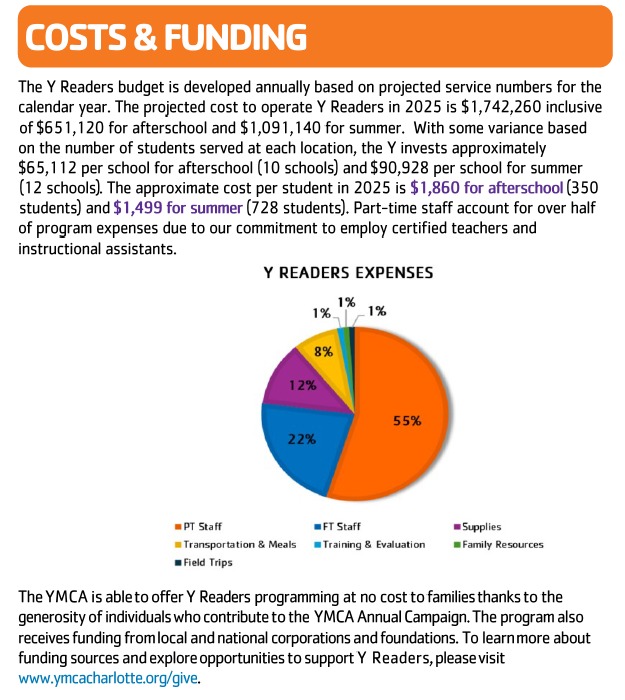 COSTS & FUNDING
The Y Readers budget is developed annually based on projected service numbers for the
calendar year. The projected cost to operate Y Readers in 2025 is $1,742,260 inclusive
of $651,120 for afterschool and $1,091,140 for summer. With some variance based
on the number of students served at each location, the Y invests approximately
$65,112 per school for afterschool (10 schools) and $90,928 per school for summer
(12 schools). The approximate cost per student in 2025 is $1,860 for afterschool (350
students) and $1,499 for summer (728 students). Part-time staff account for over half
of program expenses due to our commitment to employ certified teachers and
instructional assistants.
Y READERS EXPENSES
1%
1%
1%
8%
12%
55%
22%
PT Staff FT Staff Supplies
Transportation & Meals Training & Evaluation Family Resources
Field Trips
The YMCA is able to offer Y Readers programming at no cost to families thanks to the
generosity of individuals who contribute to the YMCA Annual Campaign. The program also
receives funding from local and national corporations and foundations. To learn more about
funding sources and explore opportunities to support Y Readers, please visit
www.ymcacharlotte.org/give.